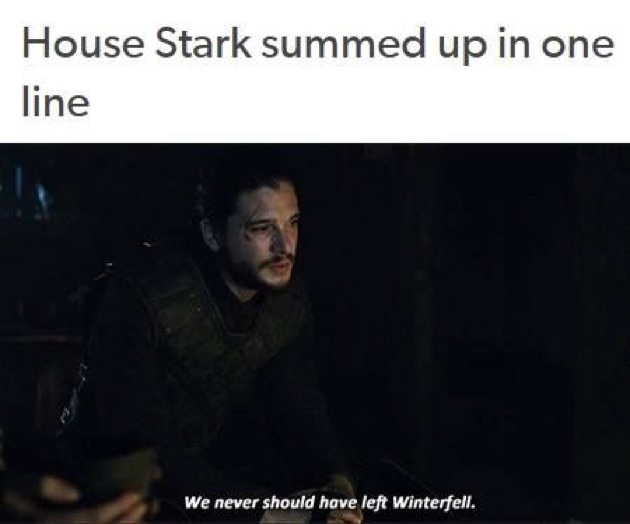 House Stark summed up in one
line
We never should have left Winterfell.